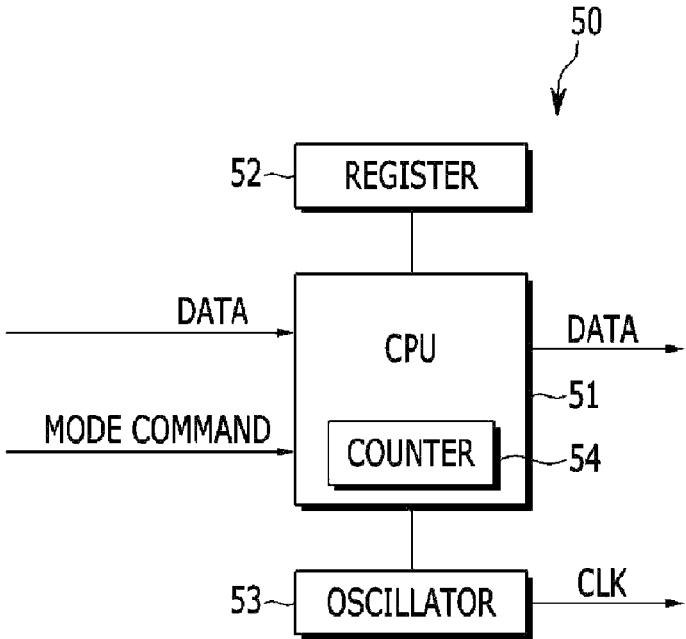 50
52
REGISTER
DATA
CPU
DATA
51
MODE COMMAND
COUNTER
54
53
OSCILLATOR
CLK